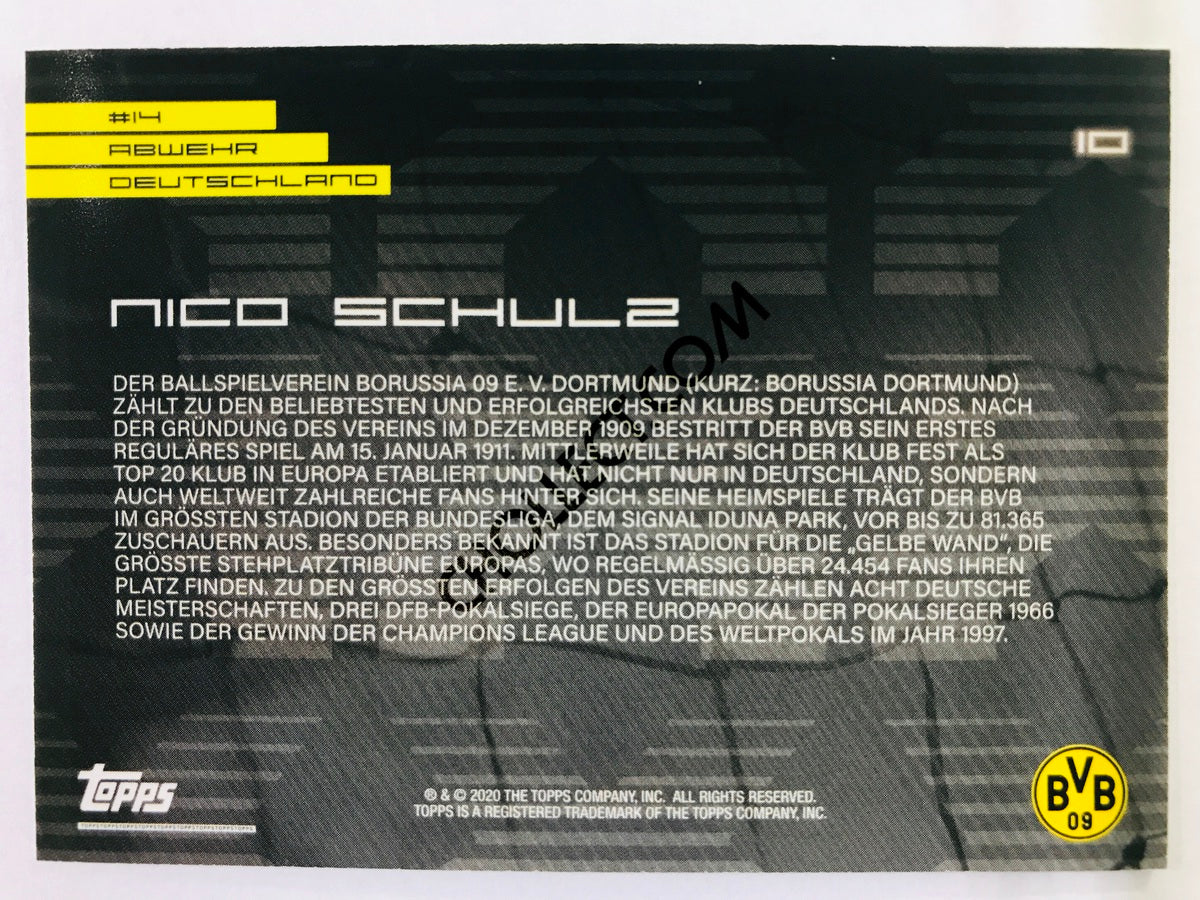 #14
ABWEHR
DEUTSCHLAND
10
NICO SCHULZ
DER BALLSPIELVEREIN BORUSSIA 09 E. V. DORTMUND (KURZ: BORUSSIA DORTMUND)
ZÄHLT ZU DEN BELIEBTESTEN UND ERFOLGREICHSTEN KLUBS DEUTSCHLANDS. NACH
DER GRÜNDUNG DES VEREINS IM DEZEMBER 1909 BESTRITT DER BVB SEIN ERSTES
REGULÄRES SPIEL AM 15. JANUAR 1911. MITTLERWEILE HAT SICH DER KLUB FEST ALS
TOP 20 KLUB IN EUROPA ETABLIERT UND HAT NICHT NUR IN DEUTSCHLAND, SONDERN
AUCH WELTWEIT ZAHLREICHE FANS HINTER SICH. SEINE HEIMSPIELE TRÄGT DER BVB
IM GRÖSSTEN STADION DER BUNDESLIGA, DEM SIGNAL IDUNA PARK, VOR BIS ZU 81.365
ZUSCHAUERN AUS. BESONDERS BEKANNT IST DAS STADION FÜR DIE „GELBE WAND“, DIE
GRÖSSTE STEHPLATZTRIBÜNE EUROPAS, WO REGELMÄSSIG ÜBER 24.454 FANS IHREN
PLATZ FINDEN. ZU DEN GRÖSSTEN ERFOLGEN DES VEREINS ZÄHLEN ACHT DEUTSCHE
MEISTERSCHAFTEN, DREI DFB-POKALSIEGE, DER EUROPAPOKAL DER POKALSIEGER 1966
SOWIE DER GEWINN DER CHAMPIONS LEAGUE UND DES WELTPOKALS IM JAHR 1997.
CHOLLECT.COM
topps
TOPPSTOPPSTOPPSTOPPSTOPPSTOPPSTOPPSTOPPSTOPPS
® & © 2020 THE TOPPS COMPANY, INC. ALL RIGHTS RESERVED.
TOPPS IS A REGISTERED TRADEMARK OF THE TOPPS COMPANY, INC.
BVB
09